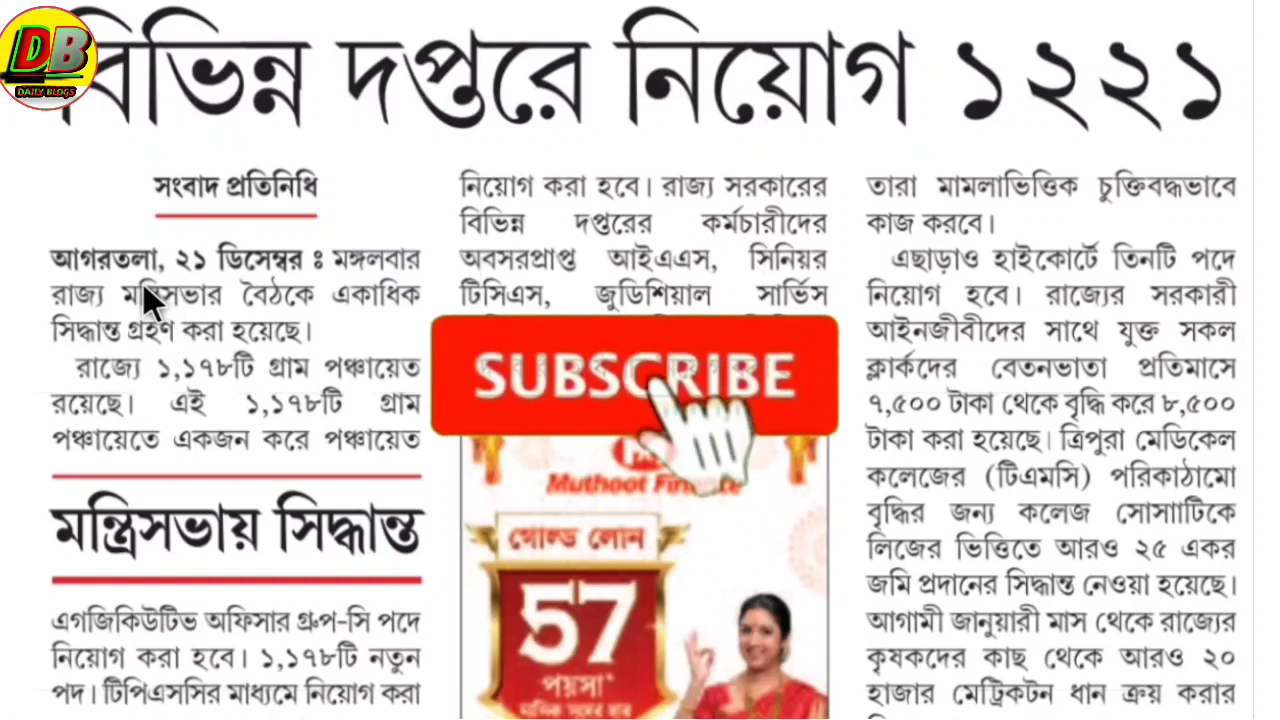 DB
DAILY BLOGS
বিভিন্ন দপ্তরে নিয়োগ ১২২১
সংবাদ প্রতিনিধি
আগরতলা, ২১ ডিসেম্বর ঃ মঙ্গলবার
রাজ্য মন্ত্রিসভার বৈঠকে একাধিক
সিদ্ধান্ত গ্রহণ করা হয়েছে।
রাজ্যে ১,১৭৮টি গ্রাম পঞ্চায়েত
রয়েছে। এই ১,১৭৮টি গ্রাম
পঞ্চায়েতে একজন করে পঞ্চায়েত
মন্ত্রিসভায় সিদ্ধান্ত
এগজিকিউটিভ অফিসার গ্রুপ-সি পদে
নিয়োগ করা হবে। ১,১৭৮টি নতুন
পদ। টিপিএসসির মাধ্যমে নিয়োগ করা
নিয়োগ করা হবে। রাজ্য সরকারের
বিভিন্ন দপ্তরের কর্মচারীদের
অবসরপ্রাপ্ত আইএএস, সিনিয়র
টিসিএস, জুডিশিয়াল সার্ভিস
SUBSCRIBE
Muthoot
গোল্ড লোন
57
পয়সা*
মাসিক সুদের হার
তারা মামলাভিত্তিক চুক্তিবদ্ধভাবে
কাজ করবে।
এছাড়াও হাইকোর্টে তিনটি পদে
নিয়োগ হবে। রাজ্যের সরকারী
আইনজীবীদের সাথে যুক্ত সকল
ক্লার্কদের বেতনভাতা প্রতিমাসে
৭,৫০০ টাকা থেকে বৃদ্ধি করে ৮,৫০০
টাকা করা হয়েছে। ত্রিপুরা মেডিকেল
কলেজের (টিএমসি) পরিকাঠামো
বৃদ্ধির জন্য কলেজ সোসাাটিকে
লিজের ভিত্তিতে আরও ২৫ একর
জমি প্রদানের সিদ্ধান্ত নেওয়া হয়েছে।
আগামী জানুয়ারী মাস থেকে রাজ্যের
কৃষকদের কাছ থেকে আরও ২০
হাজার মেট্রিকটন ধান ক্রয় করার